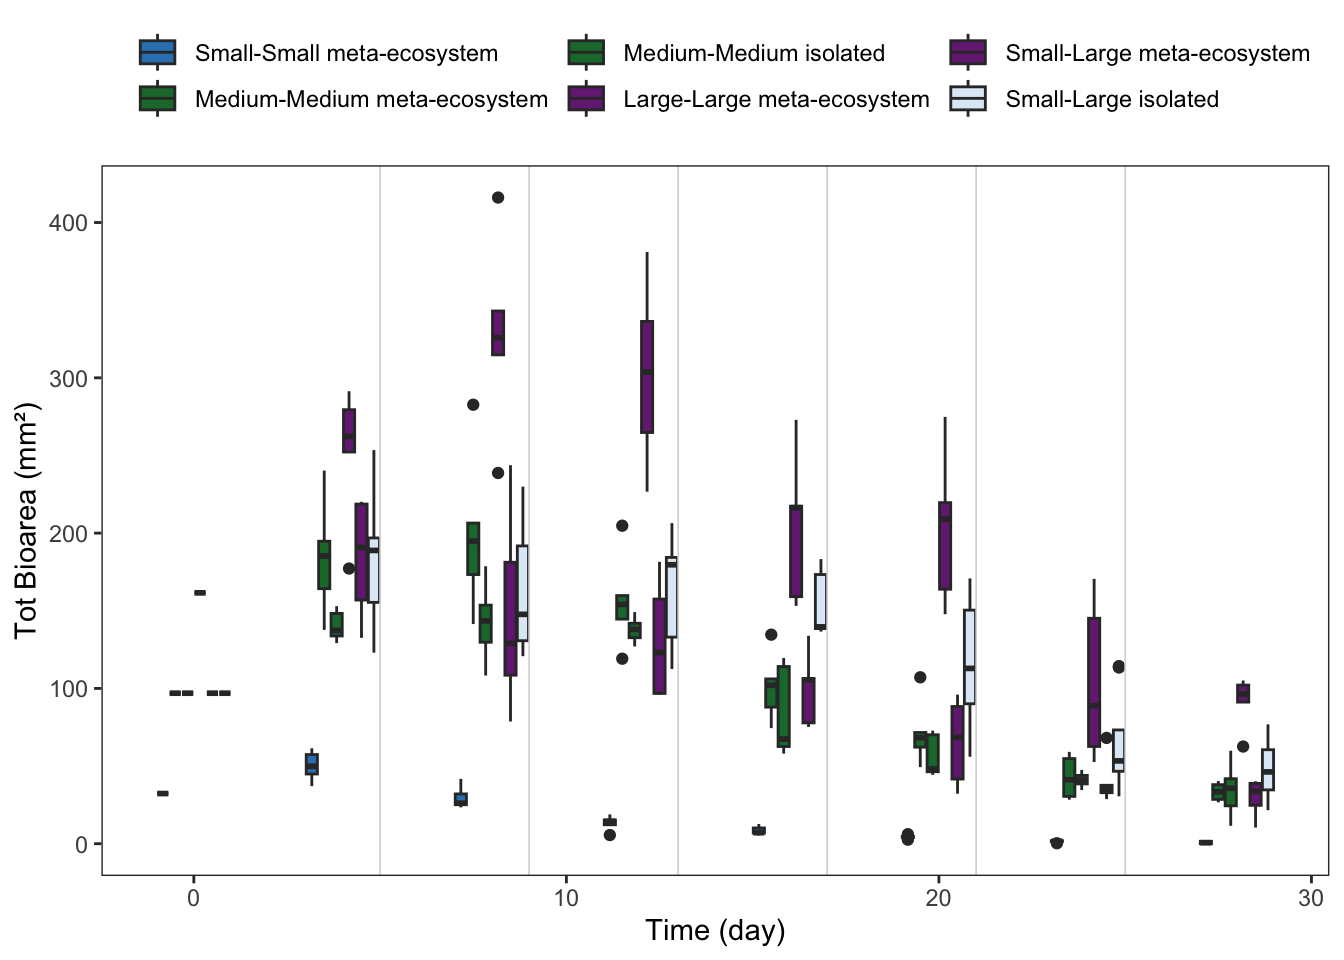 Small-Small meta-ecosystem
Medium-Medium isolated
Small-Large meta-ecosystem
Medium-Medium meta-ecosystem
Large-Large meta-ecosystem
Small-Large isolated
Tot Bioarea (mm²)
400
300
200
100
0
0
10
20
30
Time (day)